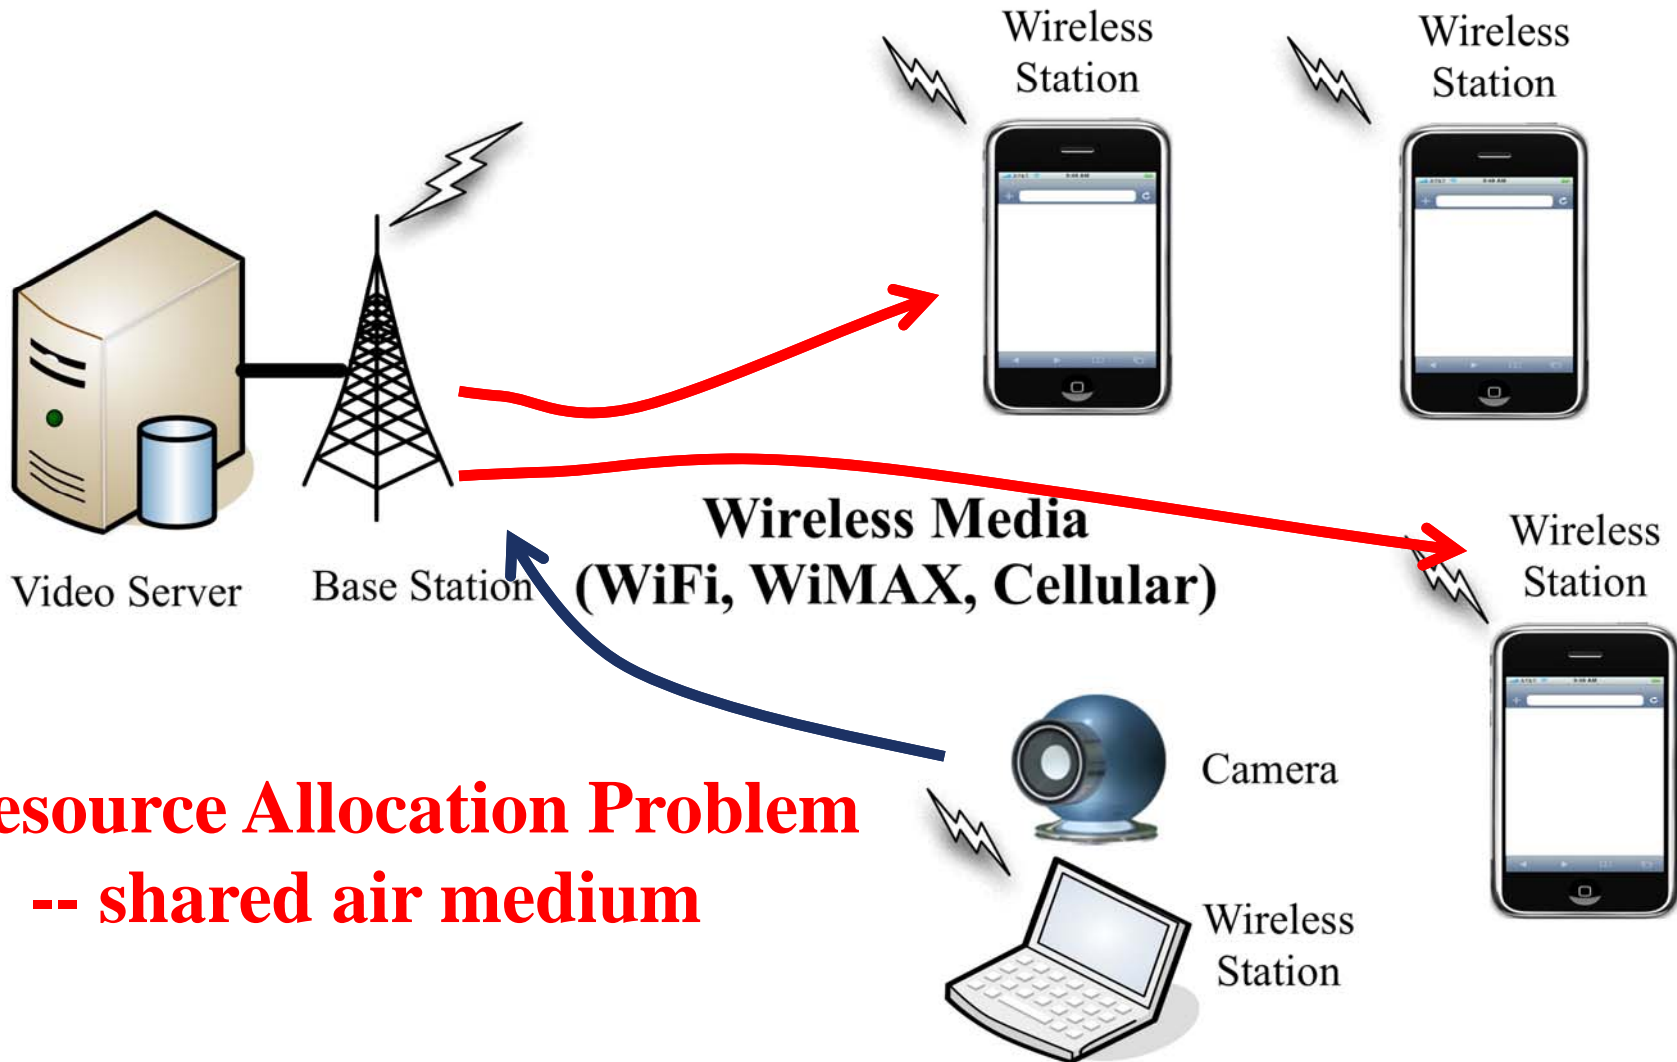 Wireless
Station
Wireless
Station
Video Server
Base Station
Wireless Media
(WiFi, WiMAX, Cellular)
Wireless
Station
Camera
esource Allocation Problem
-- shared air medium
Wireless
Station